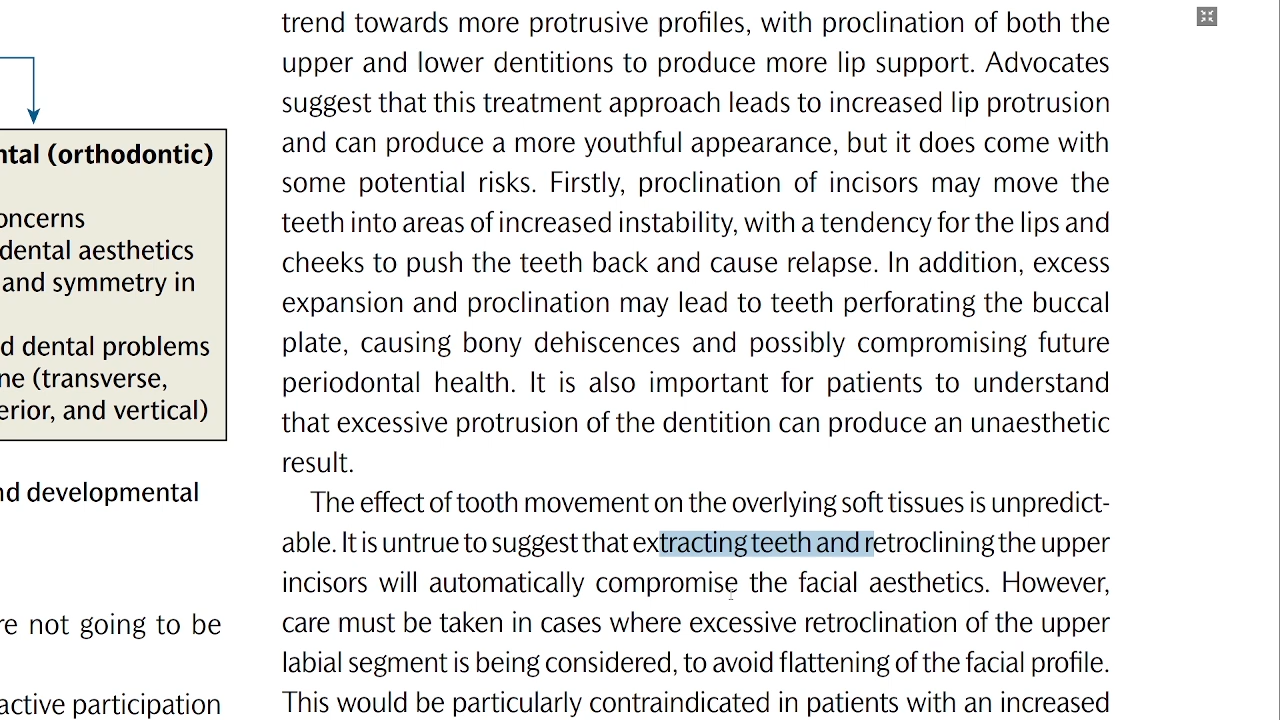 ntal (orthodontic)
oncerns
dental aesthetics
and symmetry in
d dental problems
ne (transverse,
erior, and vertical)
nd developmental
re not going to be
active participation
trend towards more protrusive profiles, with proclination of both the
upper and lower dentitions to produce more lip support. Advocates
suggest that this treatment approach leads to increased lip protrusion
and can produce a more youthful appearance, but it does come with
some potential risks. Firstly, proclination of incisors may move the
teeth into areas of increased instability, with a tendency for the lips and
cheeks to push the teeth back and cause relapse. In addition, excess
expansion and proclination may lead to teeth perforating the buccal
plate, causing bony dehiscences and possibly compromising future
periodontal health. It is also important for patients to understand
that excessive protrusion of the dentition can produce an unaesthetic
result.
The effect of tooth movement on the overlying soft tissues is unpredict-
able. It is untrue to suggest that extracting teeth and retroclining the upper
incisors will automatically compromise the facial aesthetics. However,
care must be taken in cases where excessive retroclination of the upper
labial segment is being considered, to avoid flattening of the facial profile.
This would be particularly contraindicated in patients with an increased